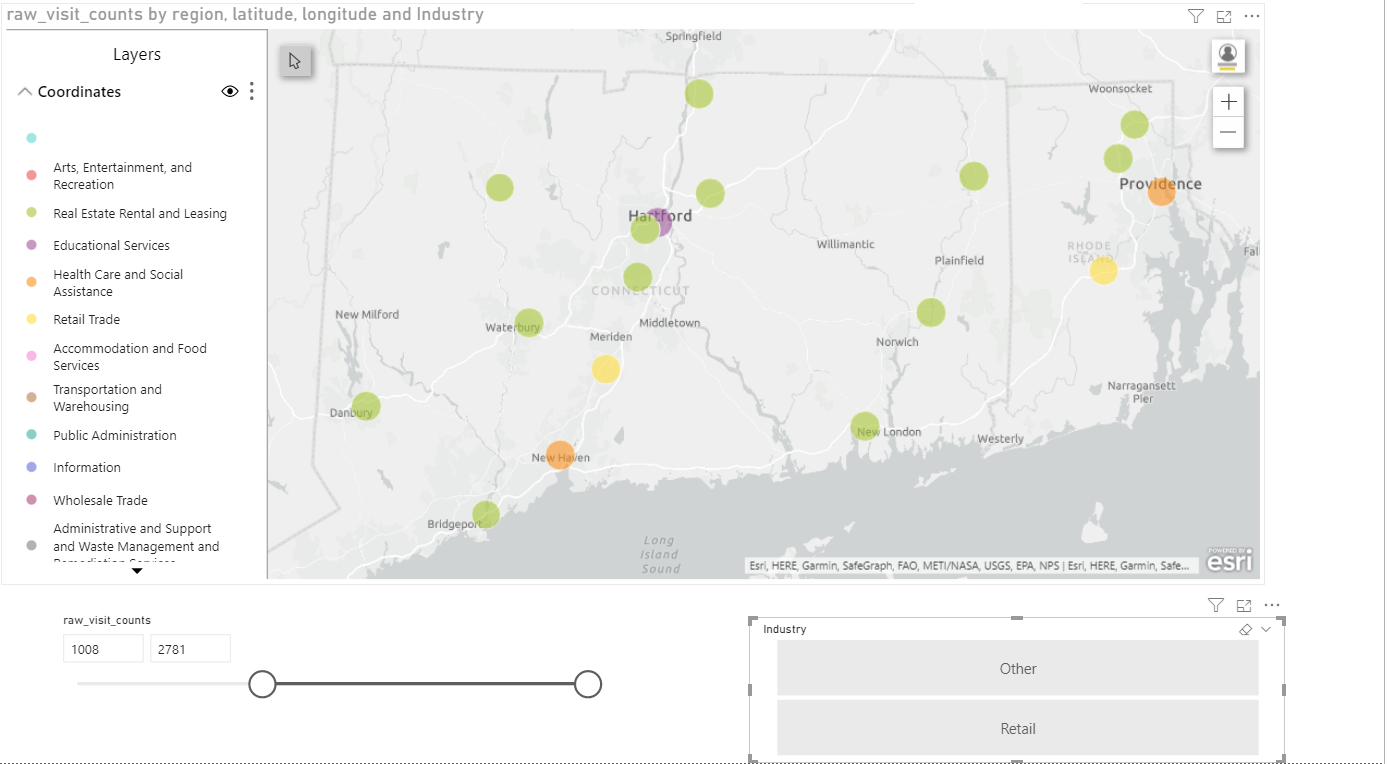 raw_visit_counts by region, latitude, longitude and Industry
Layers
Coordinates
Arts, Entertainment, and
Recreation
Real Estate Rental and Leasing
Educational Services
Health Care and Social
Assistance
Retail Trade
Accommodation and Food
Services
Transportation and
Warehousing
Public Administration
Information
Wholesale Trade
Administrative and Support
and Waste Management and
Remediation Services
Springfield
Woonsocket
Providence
Hartford
Willimantic
RHODE
ISLAND
Plainfield
Fal
CONNECTICUT
New Milford
Middletown
Waterbury
Meriden
Norwich
Narragansett
Pier
Danbury
New London
Westerly
New Haven
Bridgeport
Long
Island
Sound
POWERED BY
esri
Esri, HERE, Garmin, SafeGraph, FAO, METI/NASA, USGS, EPA, NPS | Esri, HERE, Garmin, Safe...
raw_visit_counts
1008 2781
Industry
Other
Retail